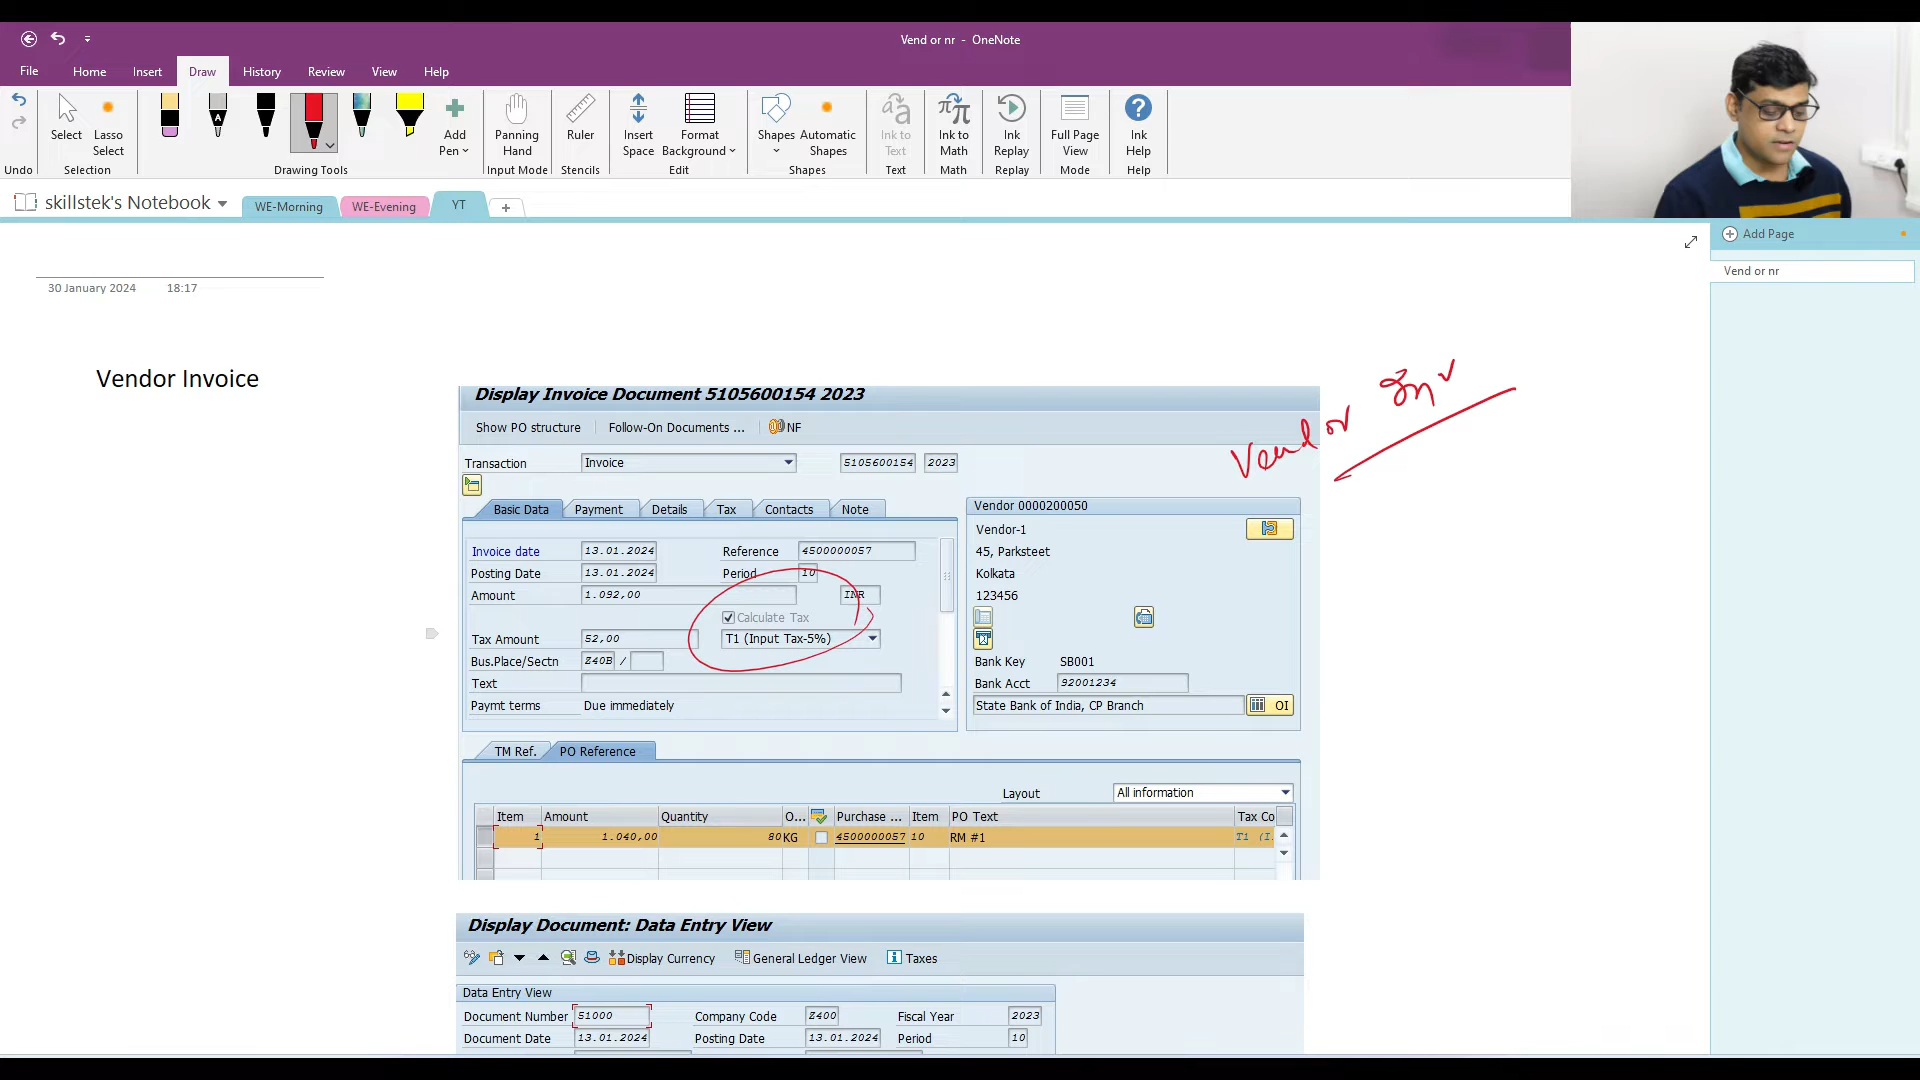 Vend or nr - OneNote
File Home Insert Draw History Review View Help
Select Lasso Select Add Pen Panning Hand Ruler Insert Space Format Background Shapes Automatic Shapes Ink to Text Ink to Math Ink Replay Full Page View Ink Help
Undo Selection Drawing Tools Input Mode Stencils Edit Shapes Text Math Replay Mode Help
skillstek's Notebook WE-Morning WE-Evening YT
Add Page
Vend or nr
30 January 2024 18:17
Vendor Invoice
Vendor Inv
Display Invoice Document 5105600154 2023
Show PO structure Follow-On Documents ... NF
Transaction Invoice 5105600154 2023
Basic Data Payment Details Tax Contacts Note
Invoice date 13.01.2024 Reference 4500000057
Posting Date 13.01.2024 Period 10
Amount 1.092,00 INR
Calculate Tax
Tax Amount 52,00 T1 (Input Tax-5%)
Bus.Place/Sectn Z40B /
Text
Paymt terms Due immediately
Vendor 0000200050
Vendor-1
45, Parksteet
Kolkata
123456
Bank Key SB001
Bank Acct 92001234
State Bank of India, CP Branch OI
TM Ref. PO Reference
Layout All information
Item Amount Quantity O... Purchase ... Item PO Text Tax Co
1 1.040,00 80 KG 4500000057 10 RM #1 T1 (I.
Display Document: Data Entry View
Display Currency General Ledger View Taxes
Data Entry View
Document Number 51000 Company Code Z400 Fiscal Year 2023
Document Date 13.01.2024 Posting Date 13.01.2024 Period 10